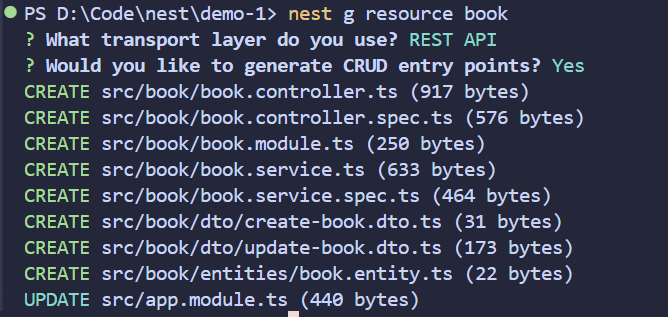 PS D:\Code\nest\demo-1> nest g resource book
? What transport layer do you use? REST API
? Would you like to generate CRUD entry points? Yes
CREATE src/book/book.controller.ts (917 bytes)
CREATE src/book/book.controller.spec.ts (576 bytes)
CREATE src/book/book.module.ts (250 bytes)
CREATE src/book/book.service.ts (633 bytes)
CREATE src/book/book.service.spec.ts (464 bytes)
CREATE src/book/dto/create-book.dto.ts (31 bytes)
CREATE src/book/dto/update-book.dto.ts (173 bytes)
CREATE src/book/entities/book.entity.ts (22 bytes)
UPDATE src/app.module.ts (440 bytes)